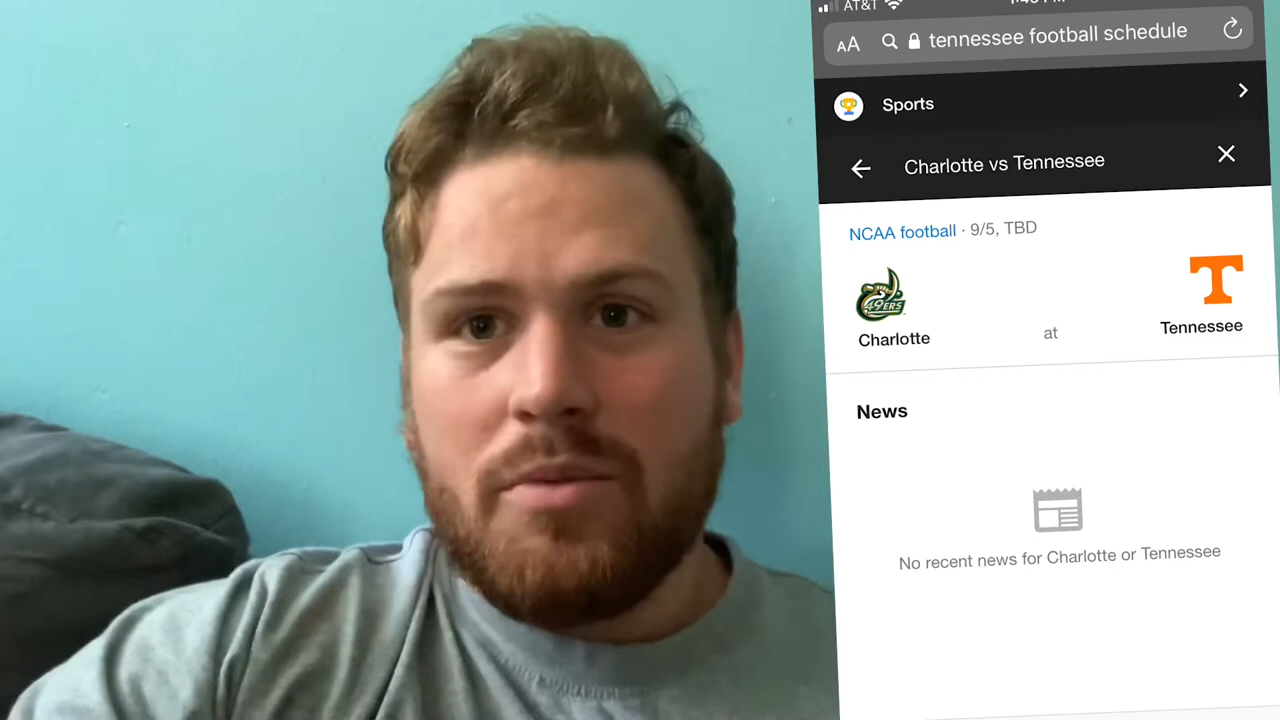 AT&T
AA tennessee football schedule
Sports
Charlotte vs Tennessee
NCAA football · 9/5, TBD
49ERS
T
Charlotte
at
Tennessee
News
No recent news for Charlotte or Tennessee